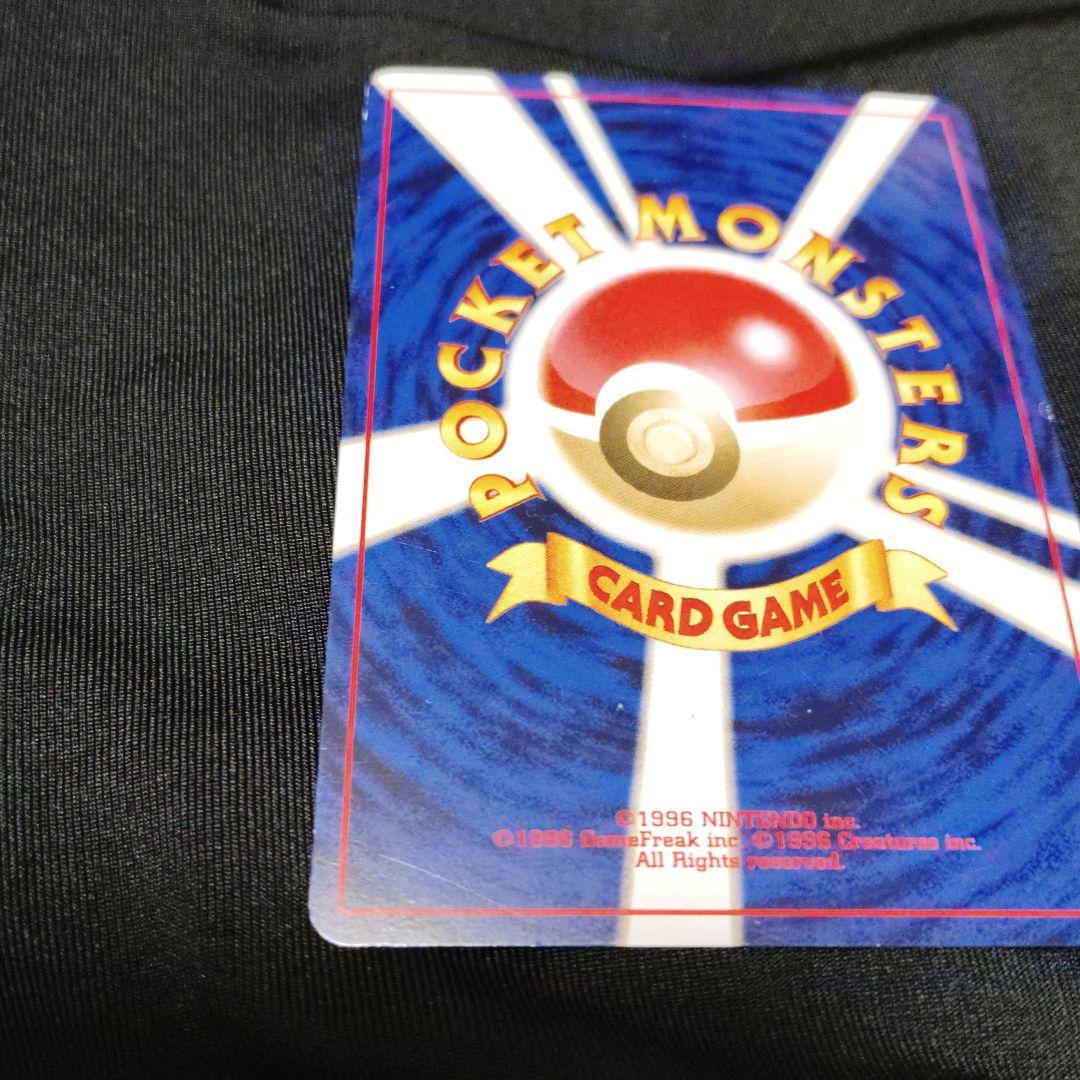 POCKET MONSTERS
CARD GAME
©1996 NINTENDO inc.
©1996 GameFreak inc. ©1996 Creatures inc.
All Rights reserved.